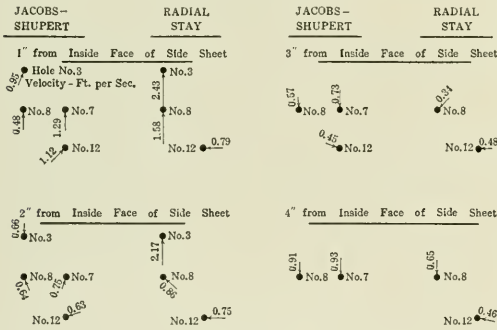 JACOBS-
SHUPERT
RADIAL
STAY
1" from Inside Face of Side Sheet
Hole No.3
Velocity - Ft. per Sec.
0.95
No.3
2.43
0.48
No.8
No.7
1.29
No.8
1.58
1.12
No.12
No.12
0.79
JACOBS-
SHUPERT
RADIAL
STAY
3" from Inside Face of Side Sheet
0.57
0.73
0.34
No.8
No.7
No.8
0.45
No.12
No.12
0.48
2" from Inside Face of Side Sheet
0.66
No.3
No.3
2.17
No.8
No.7
No.8
0.64
0.75
0.86
0.63
No.12
No.12
0.75
4" from Inside Face of Side Sheet
0.91
0.93
0.65
No.8
No.7
No.8
No.12
0.46